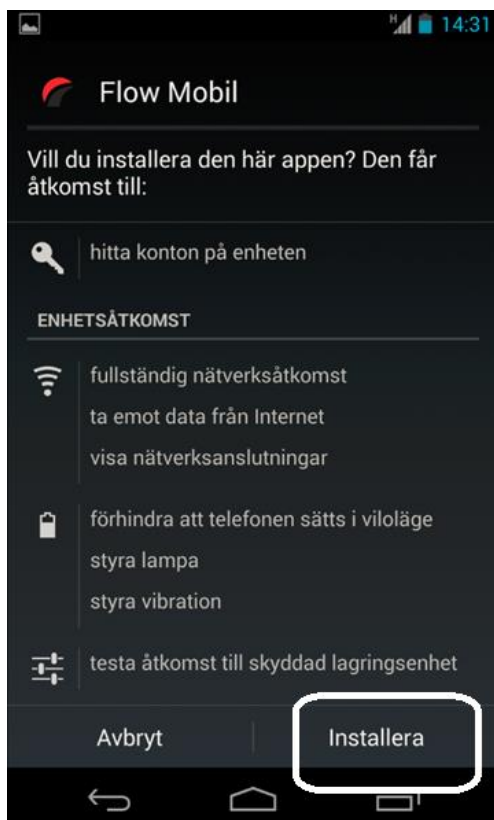 H 14:31
Flow Mobil
Vill du installera den här appen? Den får
åtkomst till:
hitta konton på enheten
ENHETSÅTKOMST
fullständig nätverksåtkomst
ta emot data från Internet
visa nätverksanslutningar
förhindra att telefonen sätts i viloläge
styra lampa
styra vibration
testa åtkomst till skyddad lagringsenhet
Avbryt Installera